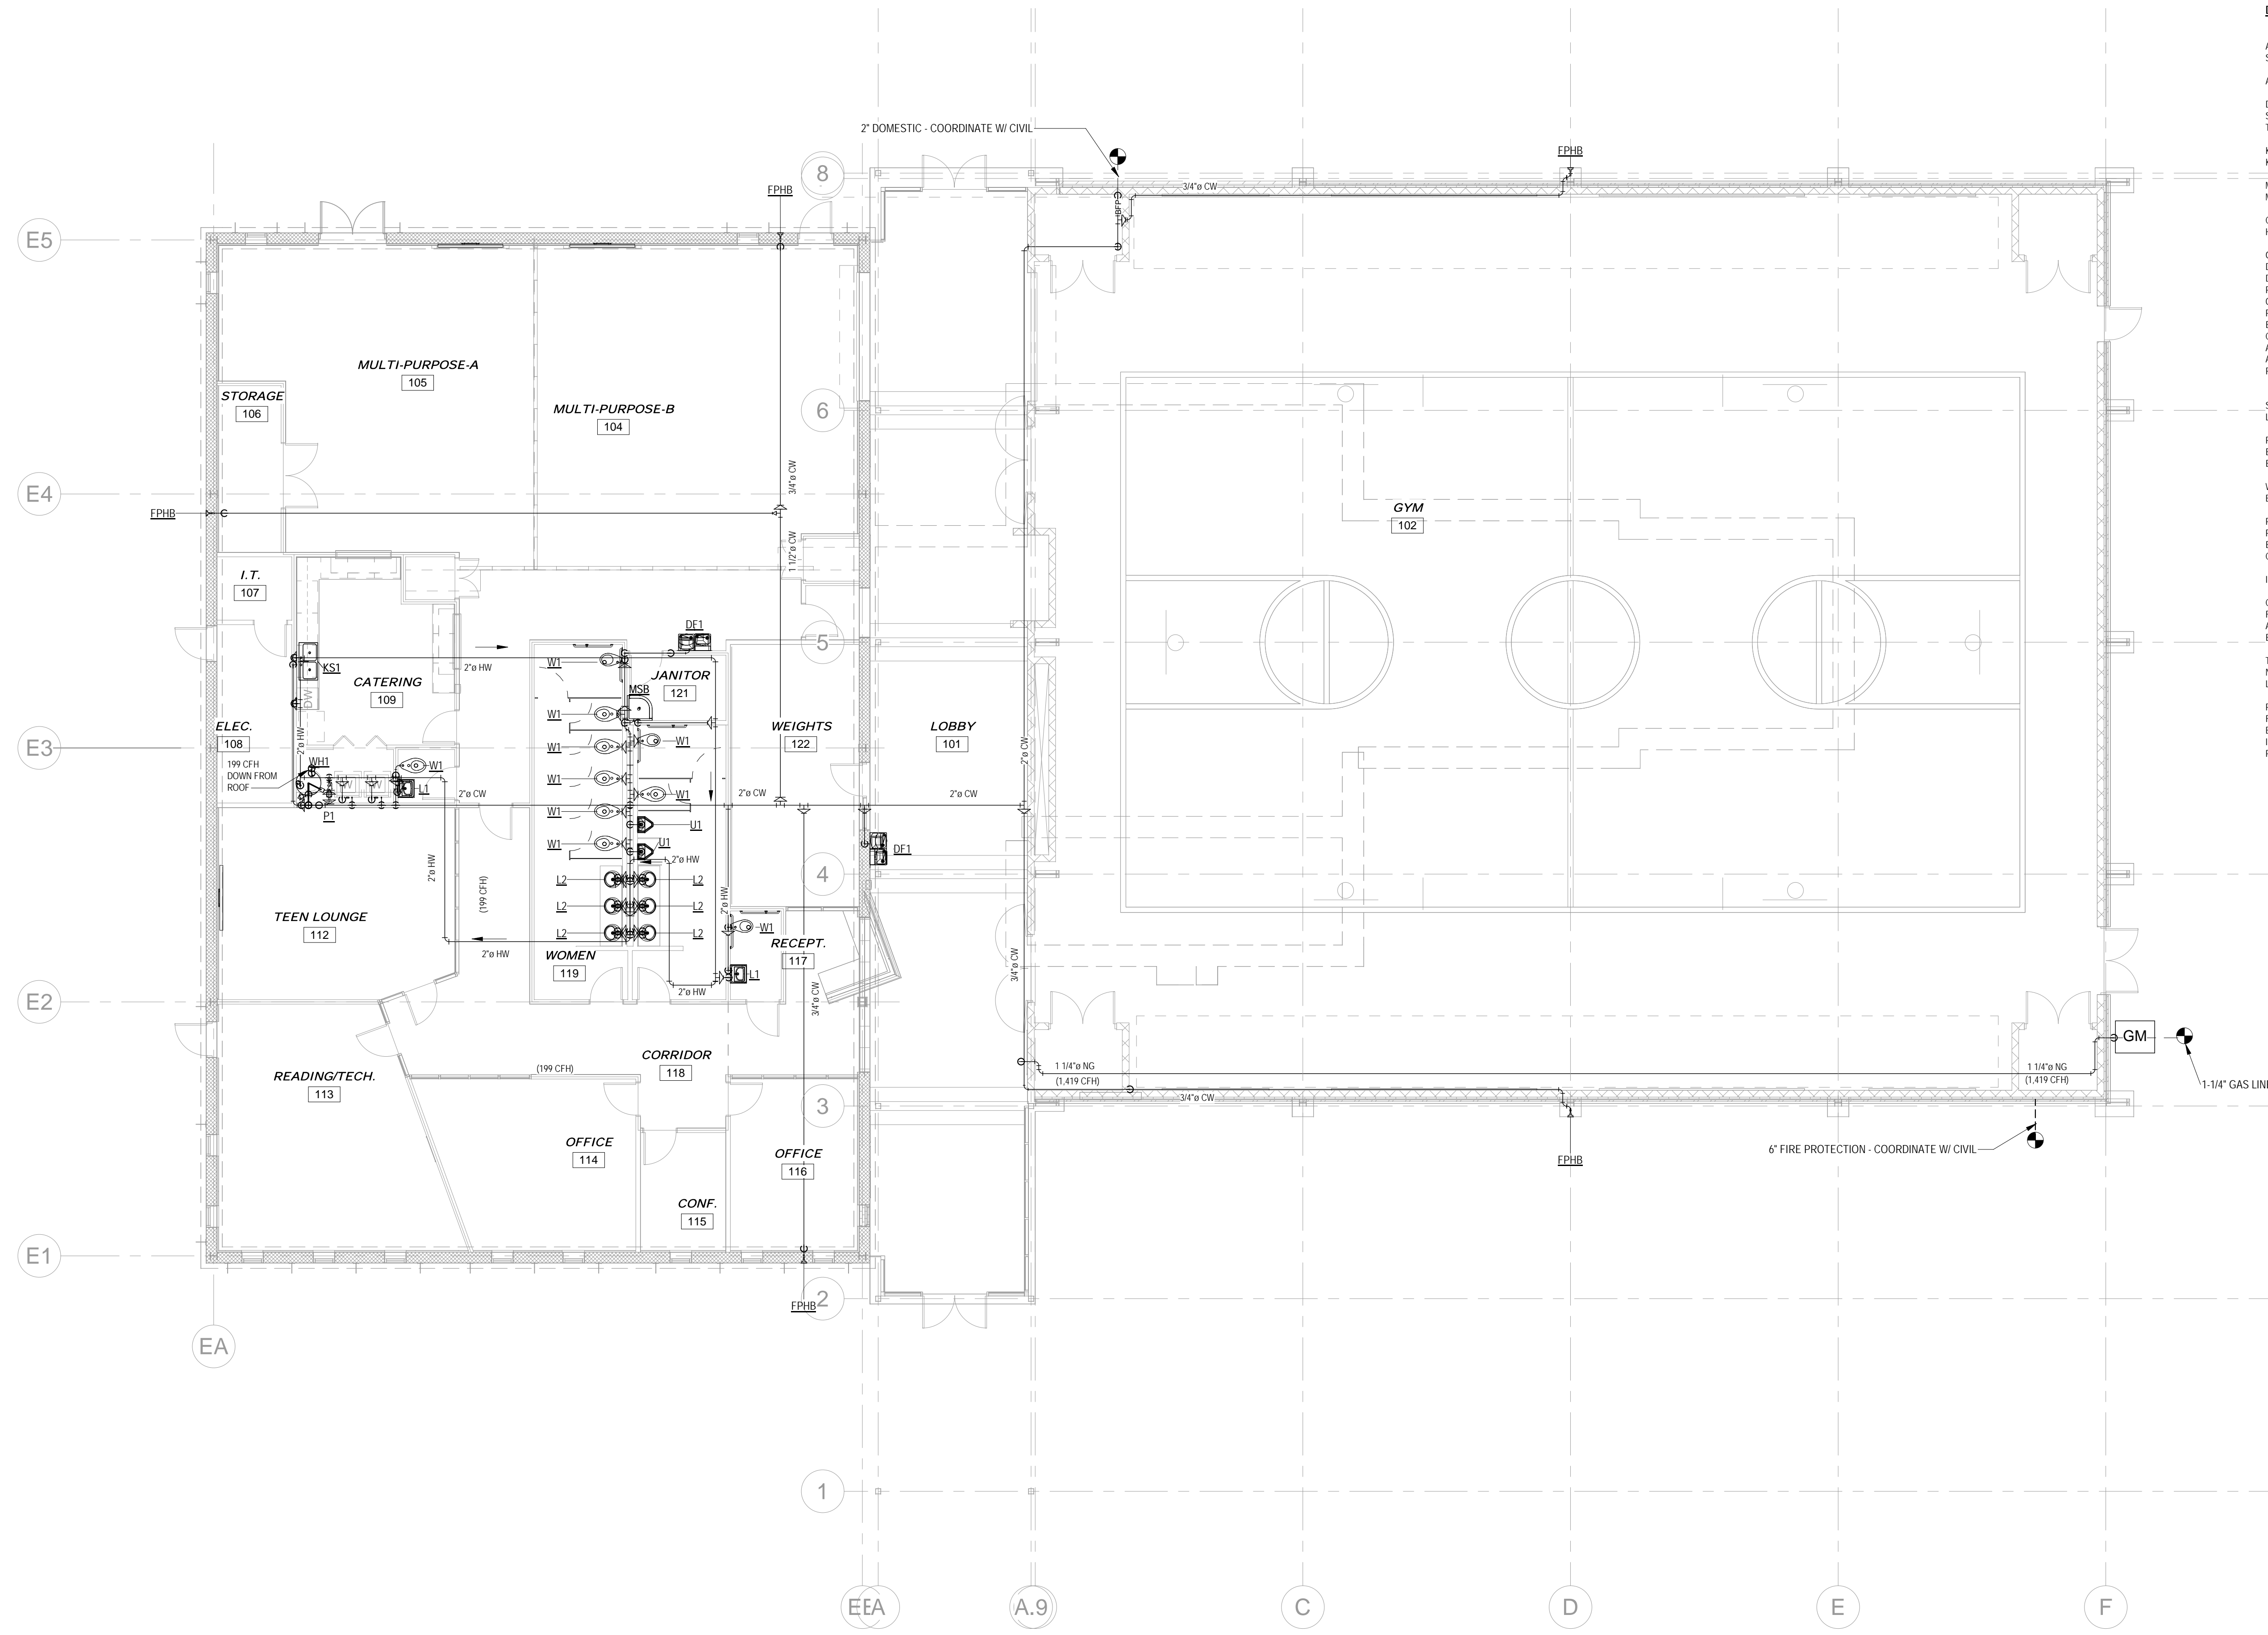 2" DOMESTIC - COORDINATE W/ CIVIL
FPHB
8
3/4"ø CW
FPHB
BFP
E5
MULTI-PURPOSE-A
105
STORAGE
106
MULTI-PURPOSE-B
104
6
3/4"ø CW
E4
FPHB
GYM
102
1 1/2"ø CW
I.T.
107
DF1
5
W1
2"ø HW
KS1
JANITOR
121
CATERING
109
MSB
DW
W1
ELEC.
108
2"ø HW
WEIGHTS
122
LOBBY
101
2"ø CW
E3
W1
W1
199 CFH
DOWN FROM
ROOF
WH1
W1
W1
L1
2"ø CW
W1
2"ø CW
2"ø CW
P1
W1
U1
W1
U1
DF1
2"ø HW
2"ø HW
(199 CFH)
4
L2
L2
2"ø HW
L2
L2
TEEN LOUNGE
112
L2
L2
W1
RECEPT.
117
2"ø HW
WOMEN
119
L1
3/4"ø CW
E2
2"ø HW
3/4"ø CW
GM
CORRIDOR
118
(199 CFH)
1 1/4"ø NG
(1,419 CFH)
1 1/4"ø NG
(1,419 CFH)
READING/TECH.
113
1-1/4" GAS LINE
3/4"ø CW
3
OFFICE
114
OFFICE
116
6" FIRE PROTECTION - COORDINATE W/ CIVIL
FPHB
CONF.
115
E1
FPHB
2
EA
1
EE
A
A.9
C
D
E
F